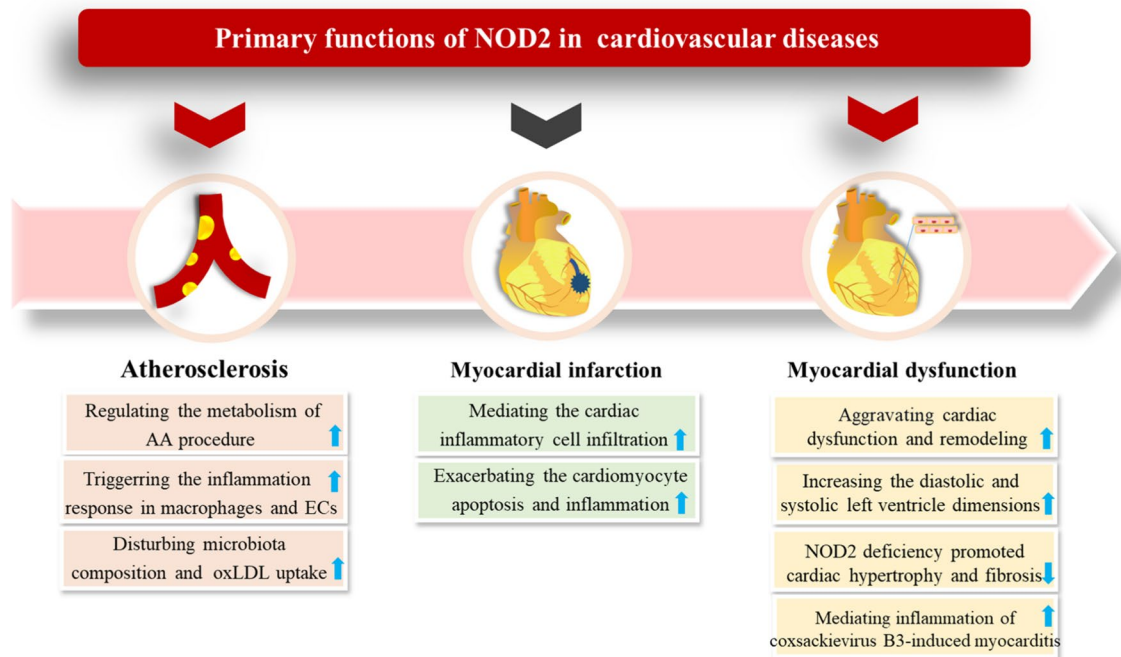 Primary functions of NOD2 in cardiovascular diseases
Atherosclerosis
Regulating the metabolism of
AA procedure
Triggerring the inflammation
response in macrophages and ECs
Disturbing microbiota
composition and oxLDL uptake
Myocardial infarction
Mediating the cardiac
inflammatory cell infiltration
Exacerbating the cardiomyocyte
apoptosis and inflammation
Myocardial dysfunction
Aggravating cardiac
dysfunction and remodeling
Increasing the diastolic and
systolic left ventricle dimensions
NOD2 deficiency promoted
cardiac hypertrophy and fibrosis
Mediating inflammation of
coxsackievirus B3-induced myocarditis